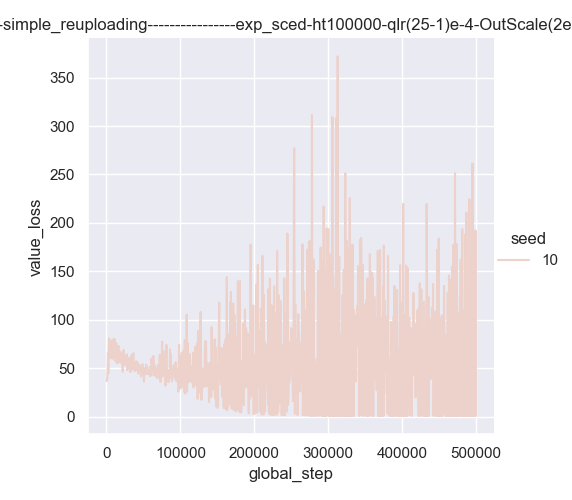 -simple_reuploading----------------exp_sced-ht100000-qlr(25-1)e-4-OutScale(2e
350
300
250
200
150
100
50
0
value_loss
seed
10
0 100000 200000 300000 400000 500000
global_step